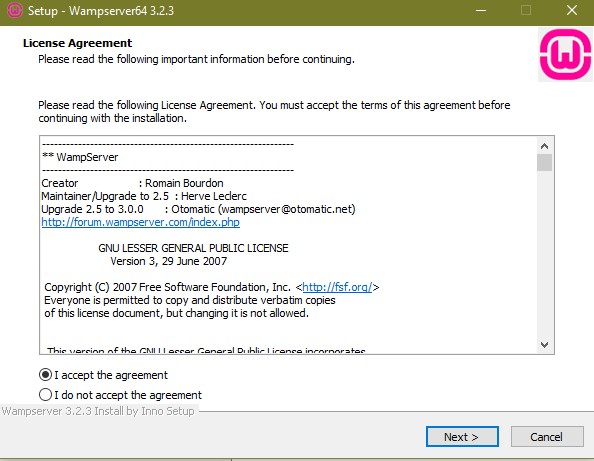 Setup - Wampserver64 3.2.3
License Agreement
Please read the following important information before continuing.
Please read the following License Agreement. You must accept the terms of this agreement before
continuing with the installation.
----------------------------------------------------------------
** WampServer
----------------------------------------------------------------
Creator : Romain Bourdon
Maintainer/Upgrade to 2.5 : Herve Leclerc
Upgrade 2.5 to 3.0.0 : Otomatic (wampserver@otomatic.net)
http://forum.wampserver.com/index.php
GNU LESSER GENERAL PUBLIC LICENSE
Version 3, 29 June 2007
Copyright (C) 2007 Free Software Foundation, Inc. <http://fsf.org/>
Everyone is permitted to copy and distribute verbatim copies
of this license document, but changing it is not allowed.
This version of the GNU Lesser General Public License incorporates
I accept the agreement
I do not accept the agreement
Wampserver 3.2.3 Install by Inno Setup
Next >
Cancel